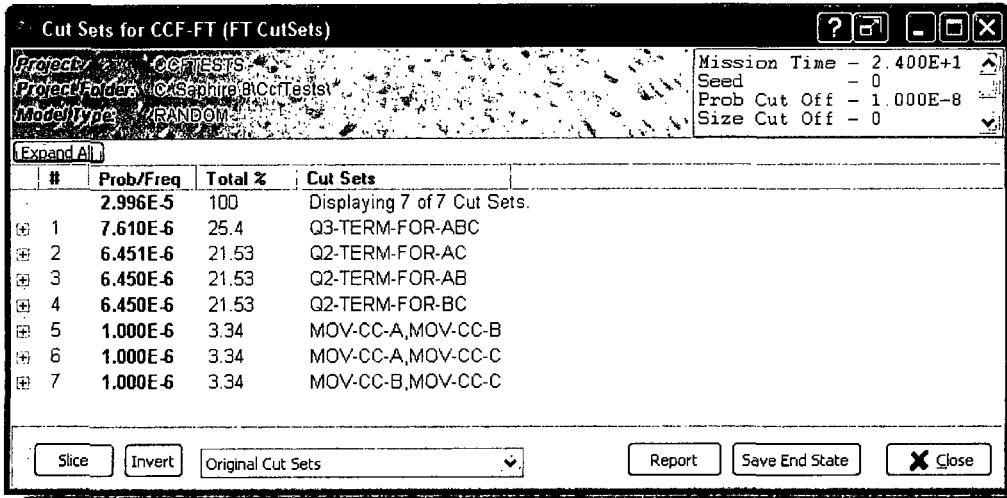 Cut Sets for CCF-FT (FT CutSets)
Project: CCFTESTS
Project Folder: C:\Saphire 8\CcfTests\
Model Type: RANDOM
Mission Time - 2.400E+1
Seed - 0
Prob Cut Off - 1.000E-8
Size Cut Off - 0
Expand All
# Prob/Freq Total % Cut Sets
2.996E-5 100 Displaying 7 of 7 Cut Sets.
1 7.610E-6 25.4 Q3-TERM-FOR-ABC
2 6.451E-6 21.53 Q2-TERM-FOR-AC
3 6.450E-6 21.53 Q2-TERM-FOR-AB
4 6.450E-6 21.53 Q2-TERM-FOR-BC
5 1.000E-6 3.34 MOV-CC-A,MOV-CC-B
6 1.000E-6 3.34 MOV-CC-A,MOV-CC-C
7 1.000E-6 3.34 MOV-CC-B,MOV-CC-C
Slice Invert Original Cut Sets Report Save End State Close